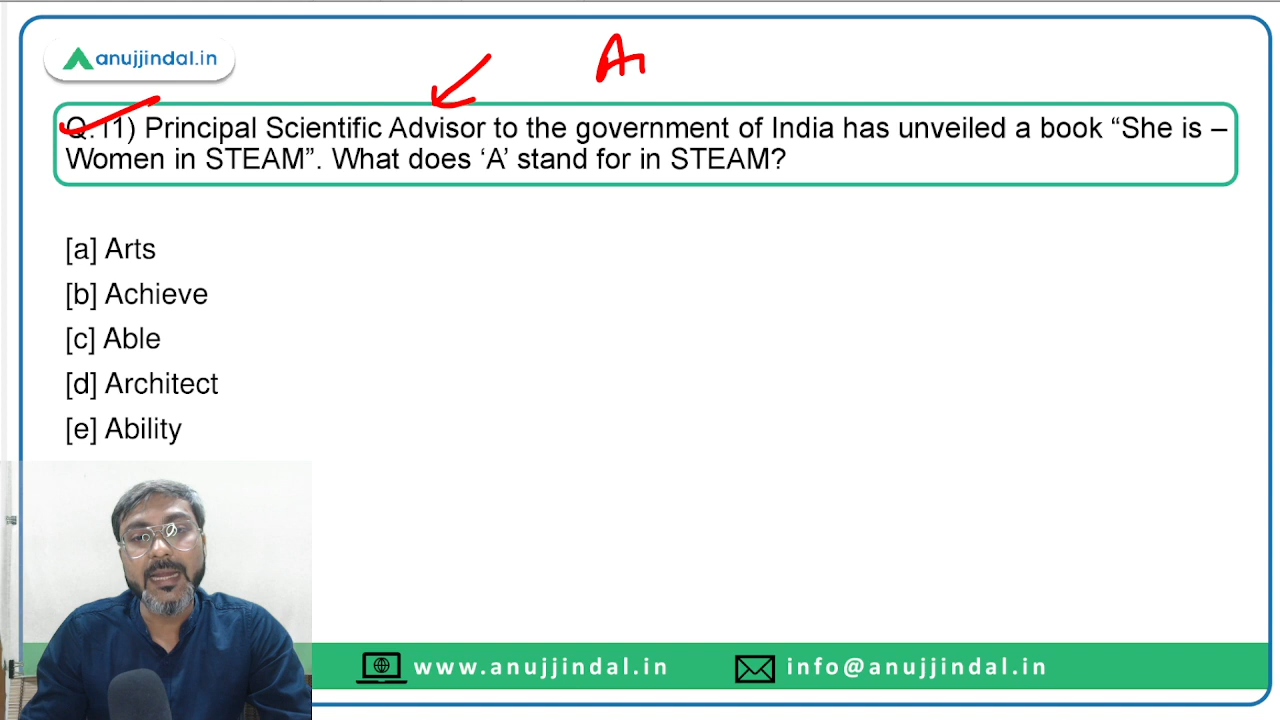 anujjindal.in
Q.11) Principal Scientific Advisor to the government of India has unveiled a book “She is –
Women in STEAM”. What does ‘A’ stand for in STEAM?
[a] Arts
[b] Achieve
[c] Able
[d] Architect
[e] Ability
www.anujjindal.in
info@anujjindal.in